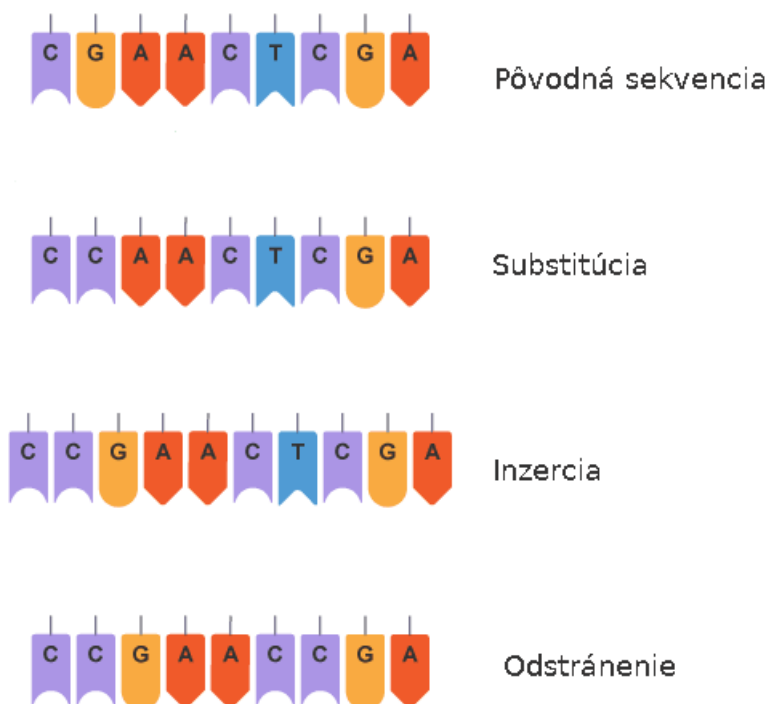 C G A A C T C G A Pôvodná sekvencia
C C A A C T C G A Substitúcia
C C G A A C T C G A Inzercia
C C G A A C C G A Odstránenie